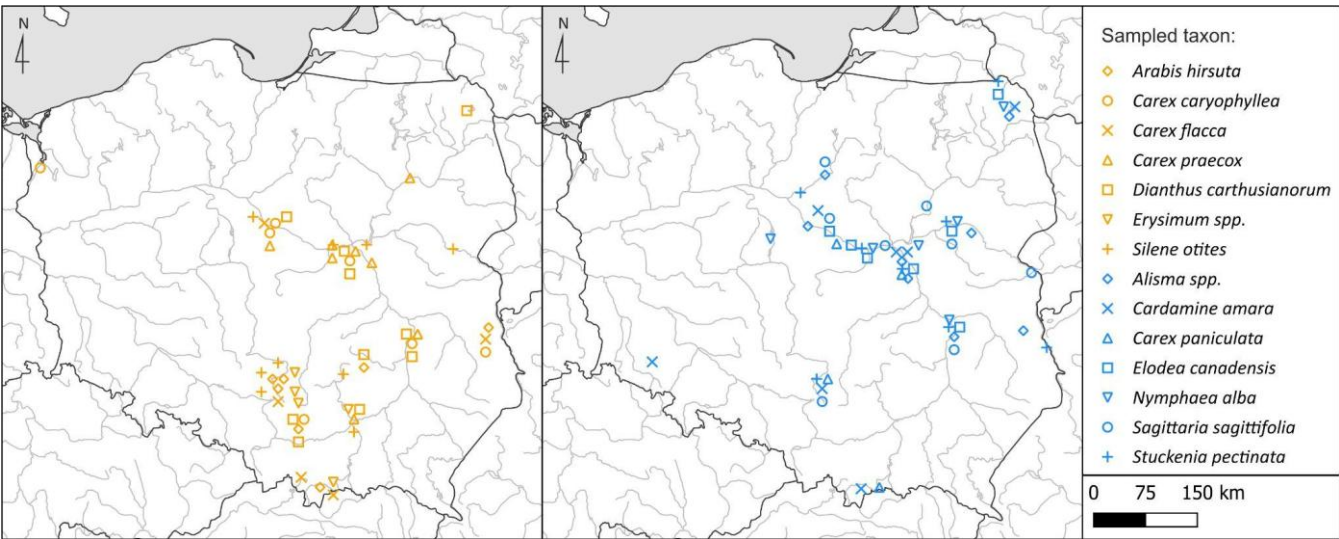 N
N
Sampled taxon:
Arabis hirsuta
Carex caryophyllea
Carex flacca
Carex praecox
Dianthus carthusianorum
Erysimum spp.
Silene otites
Alisma spp.
Cardamine amara
Carex paniculata
Elodea canadensis
Nymphaea alba
Sagittaria sagittifolia
Stuckenia pectinata
0 75 150 km